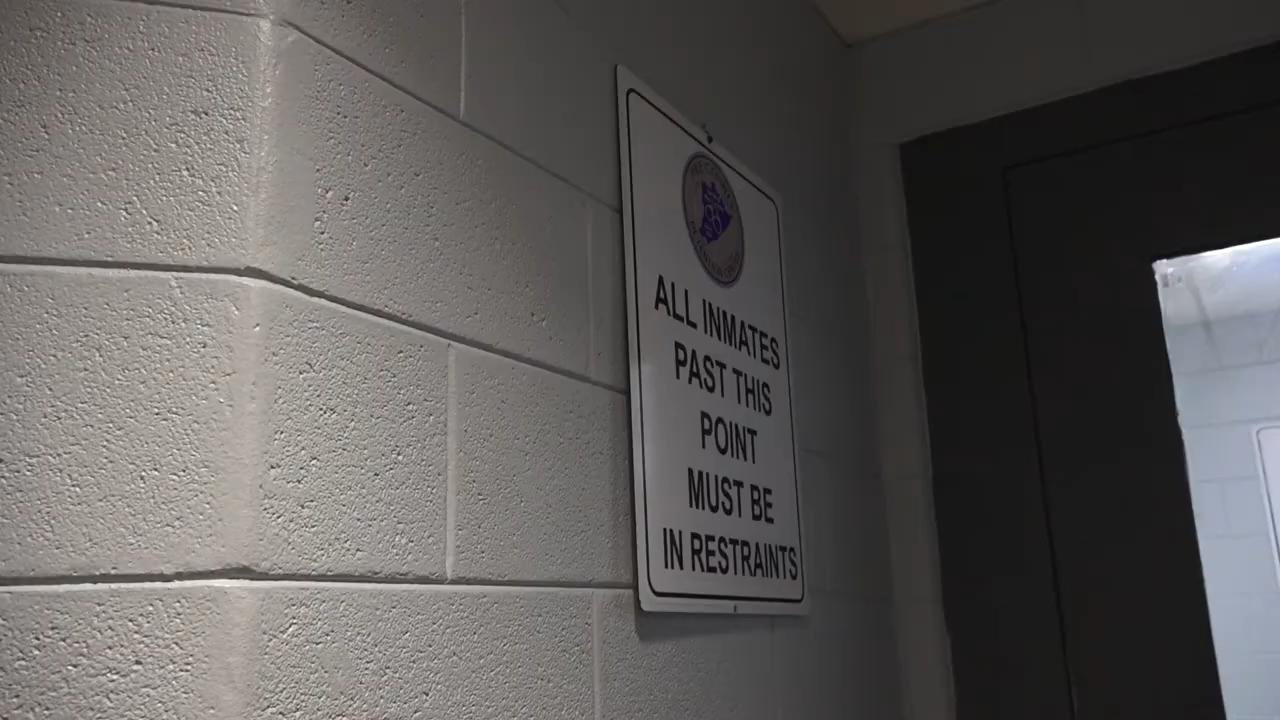 ALL INMATES
PAST THIS
POINT
MUST BE
IN RESTRAINTS